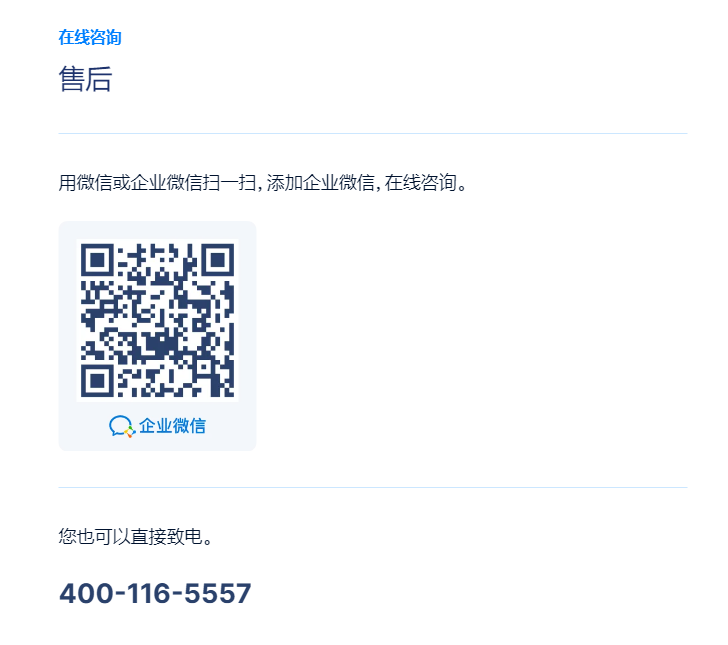 在线咨询
售后
用微信或企业微信扫一扫，添加企业微信，在线咨询。
企业微信
您也可以直接致电。
400-116-5557